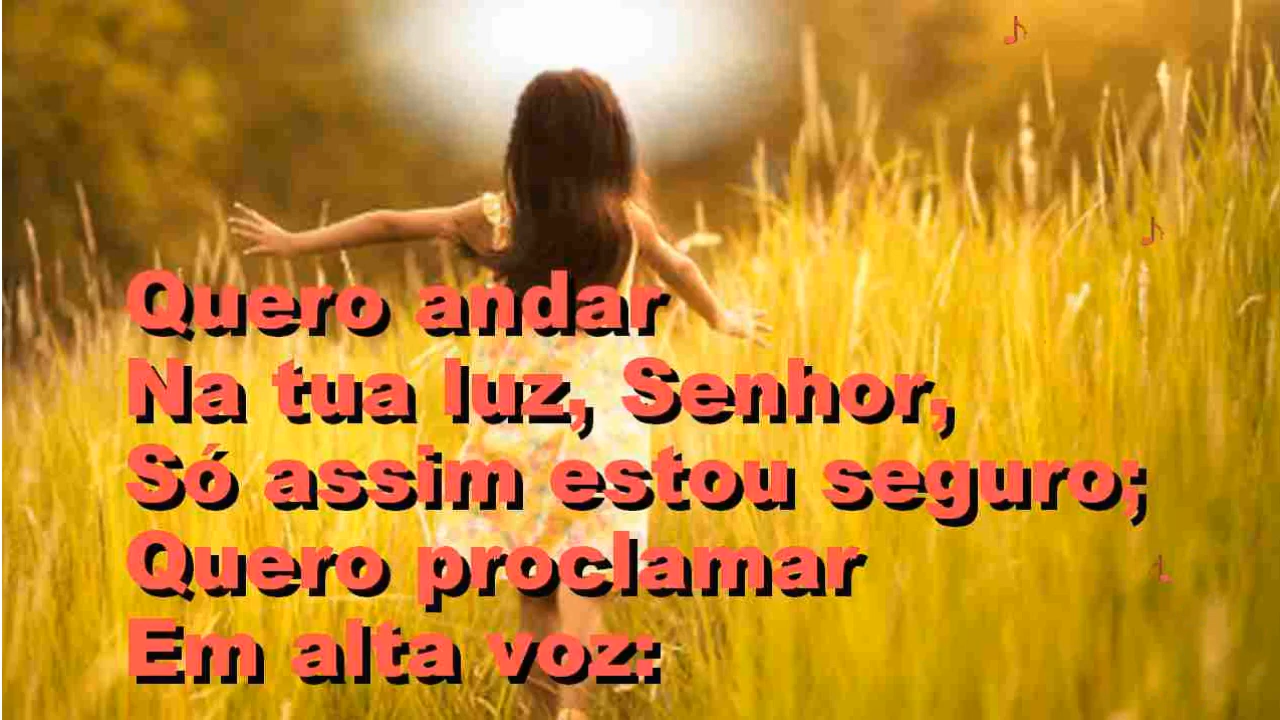 Quero andar
Na tua luz, Senhor,
Só assim estou seguro;
Quero proclamar
Em alta voz: